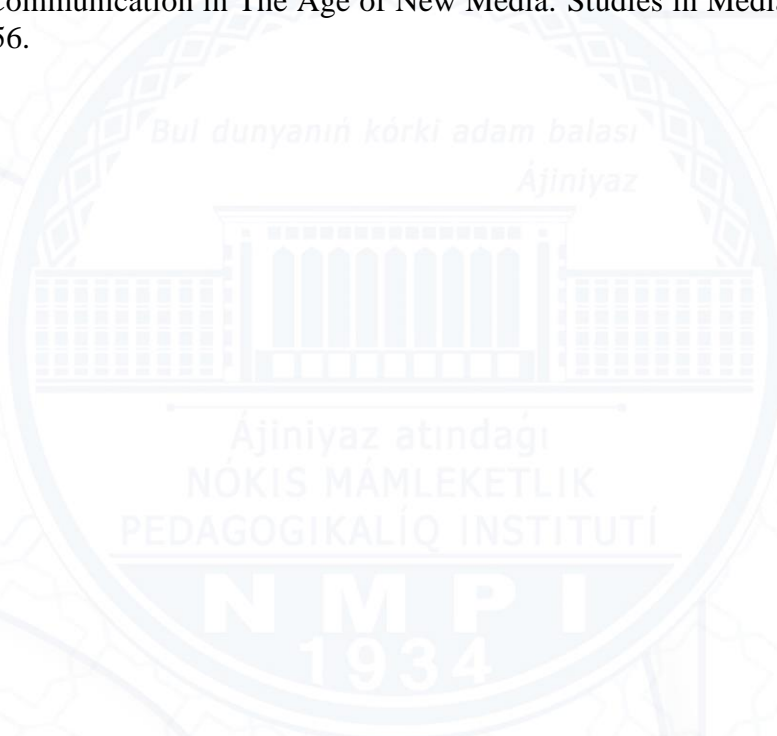 Communication in The Age of New Media. Studies in Media
56.
Bul dunyanıń kórki adam balası
Ájiniyaz
Ájiniyaz atındaǵı
NÓKIS MÁMLEKETLIK
PEDAGOGIKALÍQ INSTITUTÍ
NMPI
1934